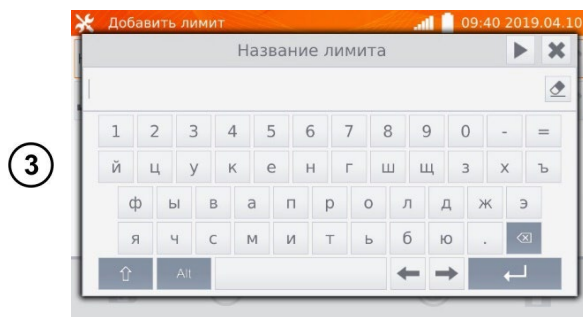 Добавить лимит 09:40 2019.04.10
Название лимита
1 2 3 4 5 6 7 8 9 0 - =
й ц у к е н г ш щ з х ъ
3
ф ы в а п р о л д ж э
я ч с м и т ь б ю .
Alt